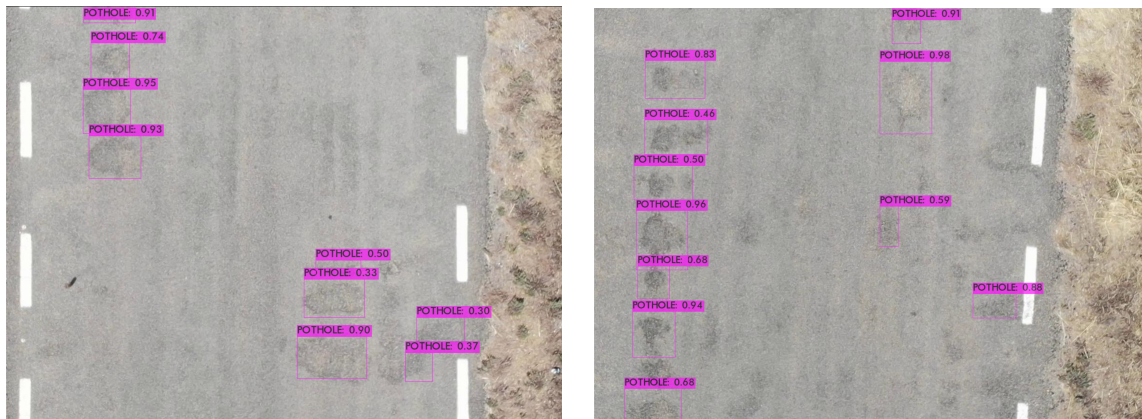 POTHOLE: 0.91
POTHOLE: 0.74
POTHOLE: 0.95
POTHOLE: 0.93
POTHOLE: 0.50
POTHOLE: 0.33
POTHOLE: 0.30
POTHOLE: 0.90
POTHOLE: 0.37
POTHOLE: 0.91
POTHOLE: 0.83
POTHOLE: 0.98
POTHOLE: 0.46
POTHOLE: 0.50
POTHOLE: 0.59
POTHOLE: 0.96
POTHOLE: 0.68
POTHOLE: 0.88
POTHOLE: 0.94
POTHOLE: 0.68